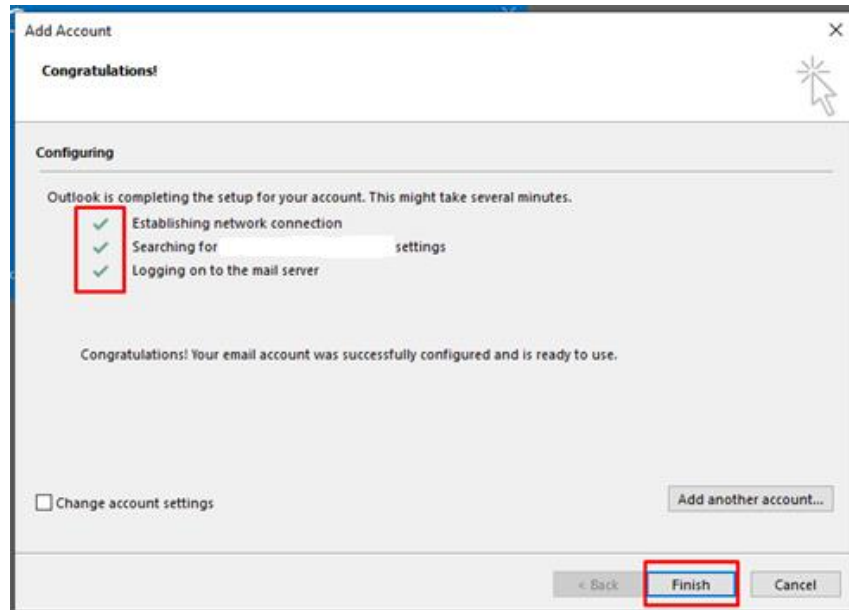 Add Account
Congratulations!
Configuring
Outlook is completing the setup for your account. This might take several minutes.
Establishing network connection
Searching for settings
Logging on to the mail server
Congratulations! Your email account was successfully configured and is ready to use.
Change account settings
Add another account...
< Back Finish Cancel